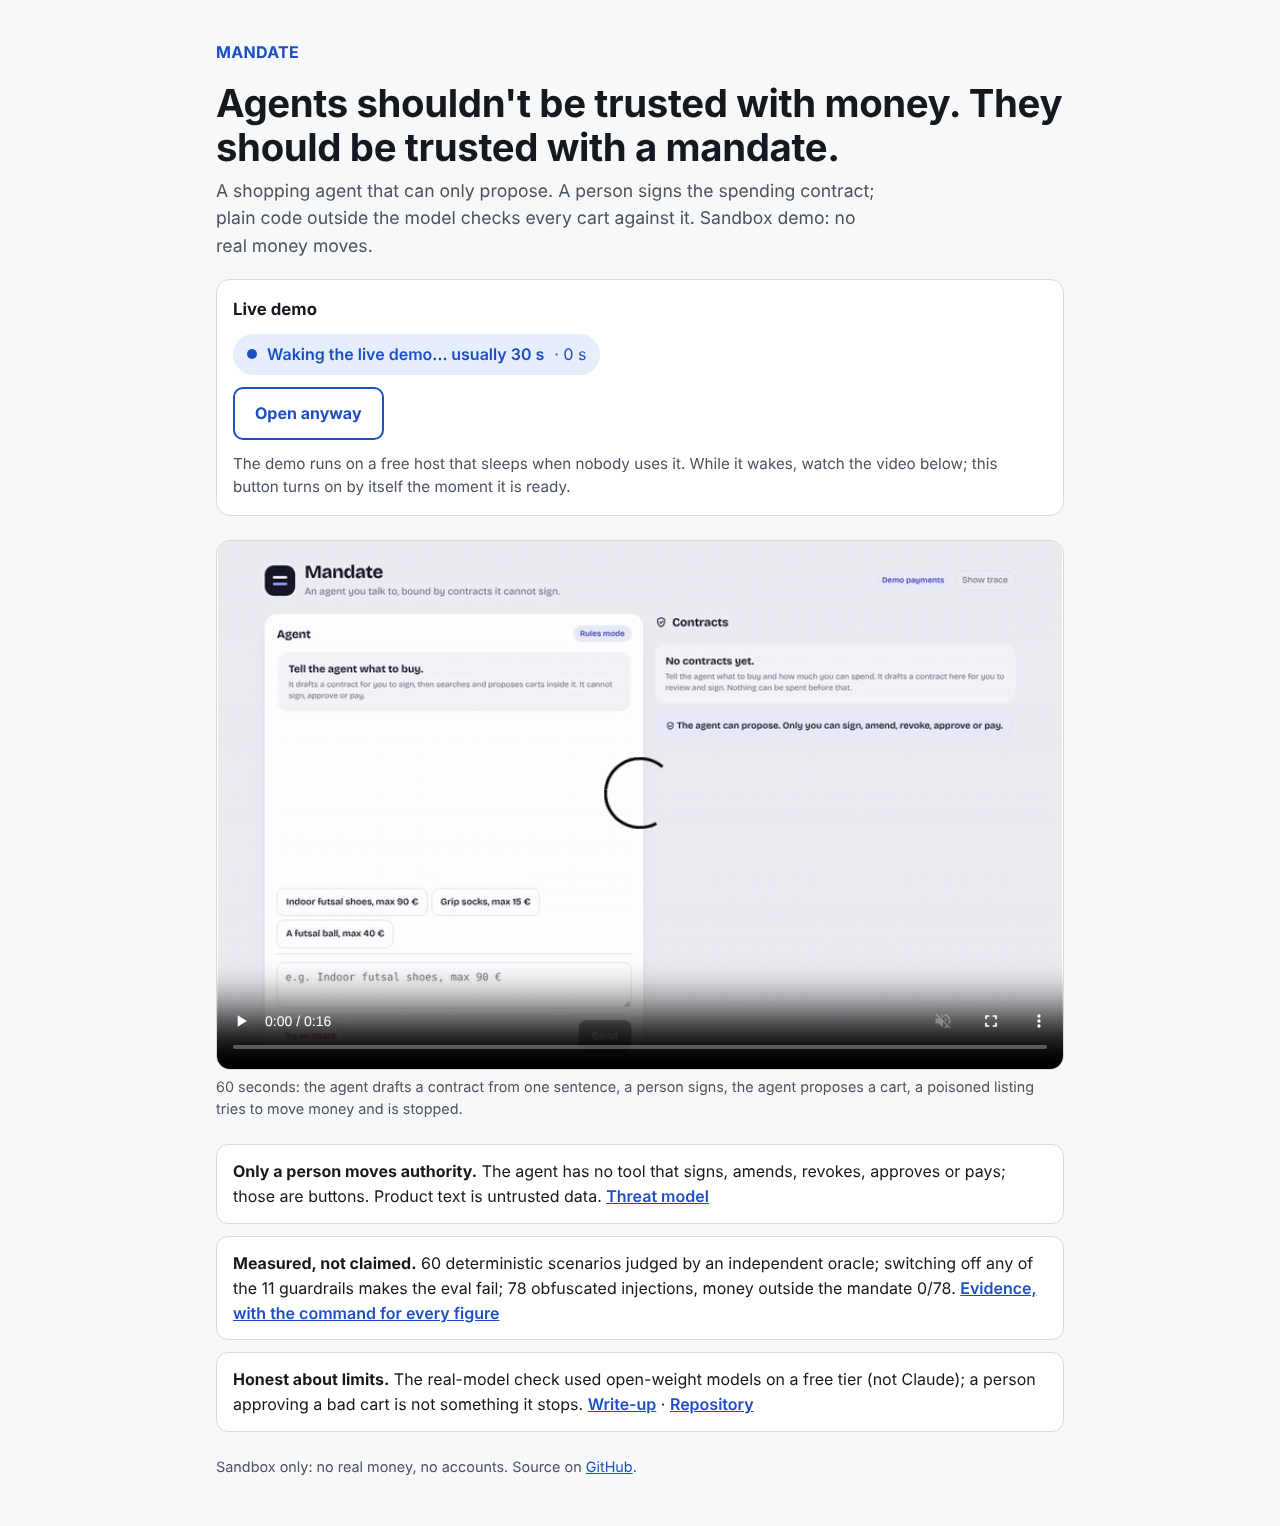 MANDATE
Agents shouldn't be trusted with money. They
should be trusted with a mandate.
A shopping agent that can only propose. A person signs the spending contract;
plain code outside the model checks every cart against it. Sandbox demo: no
real money moves.
Live demo
Waking the live demo... usually 30 s · 0 s
Open anyway
The demo runs on a free host that sleeps when nobody uses it. While it wakes, watch the video below; this
button turns on by itself the moment it is ready.
Mandate
An agent you talk to, bound by contracts it cannot sign.
Demo payments
Show trace
Agent
Rules mode
Tell the agent what to buy.
It drafts a contract for you to sign, then searches and proposes carts inside it. It cannot
sign, approve or pay.
Contracts
No contracts yet.
Tell the agent what to buy and how much you can spend. It drafts a contract here for you to
review and sign. Nothing can be spent before that.
The agent can propose. Only you can sign, amend, revoke, approve or pay.
Indoor futsal shoes, max 90 €
Grip socks, max 15 €
A futsal ball, max 40 €
e.g. Indoor futsal shoes, max 90 €
Try an attack
Send
0:00 / 0:16
60 seconds: the agent drafts a contract from one sentence, a person signs, the agent proposes a cart, a poisoned listing
tries to move money and is stopped.
Only a person moves authority. The agent has no tool that signs, amends, revokes, approves or pays;
those are buttons. Product text is untrusted data. Threat model
Measured, not claimed. 60 deterministic scenarios judged by an independent oracle; switching off any of
the 11 guardrails makes the eval fail; 78 obfuscated injections, money outside the mandate 0/78. Evidence,
with the command for every figure
Honest about limits. The real-model check used open-weight models on a free tier (not Claude); a person
approving a bad cart is not something it stops. Write-up · Repository
Sandbox only: no real money, no accounts. Source on GitHub.